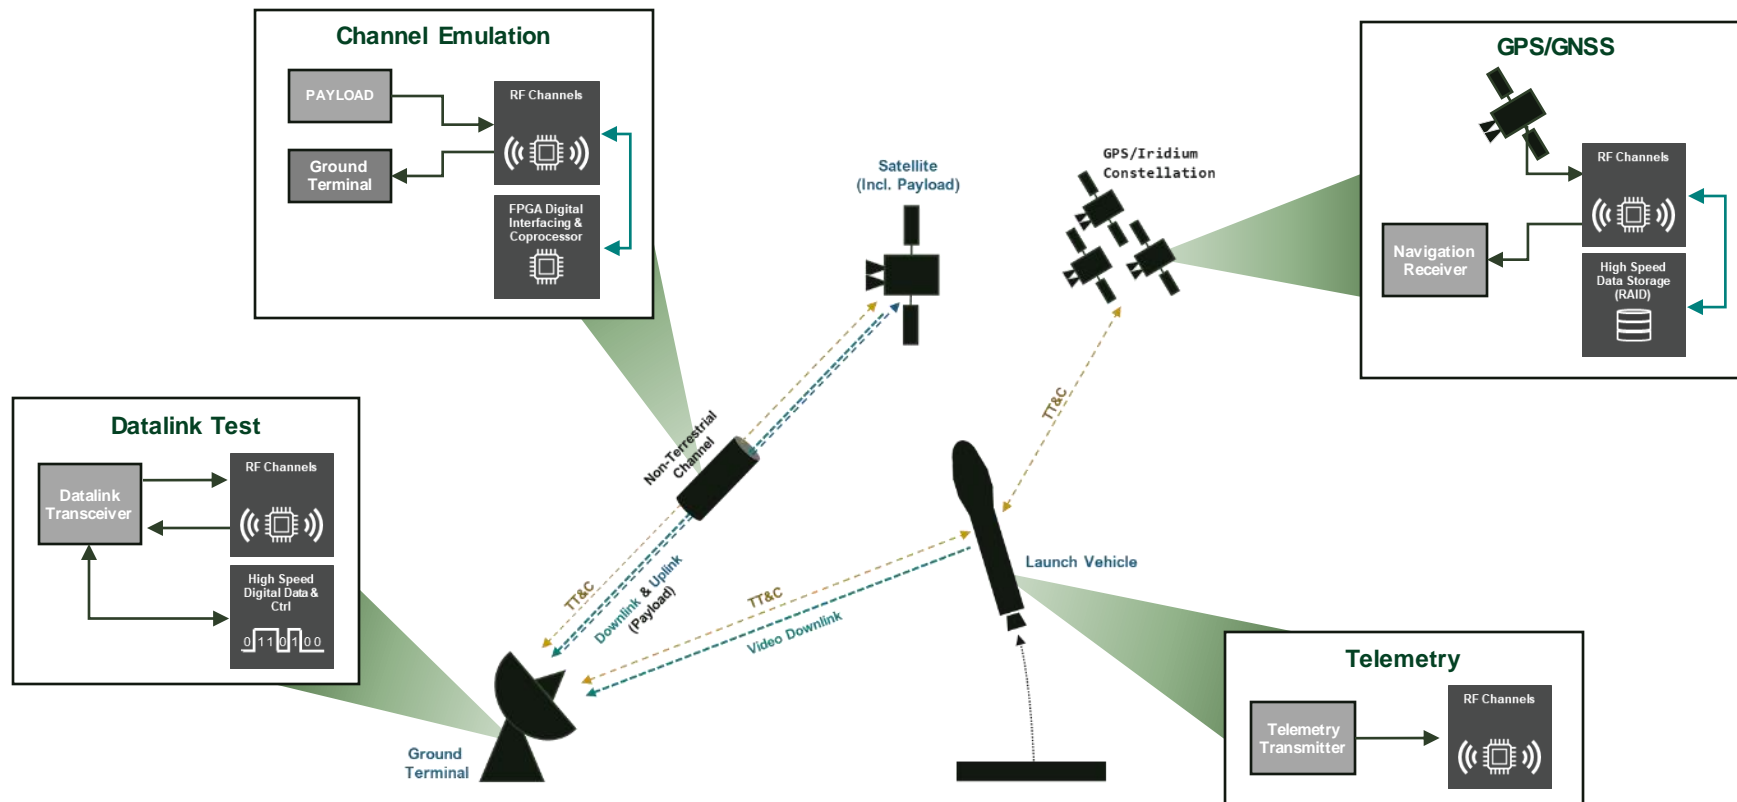 Channel Emulation
PAYLOAD
RF Channels
Ground
Terminal
FPGA Digital
Interfacing &
Coprocessor
GPS/GNSS
RF Channels
Navigation
Receiver
High Speed
Data Storage
(RAID)
Satellite
(Incl. Payload)
GPS/Iridium
Constellation
TT&C
Non-Terrestrial
Channel
Datalink Test
Datalink
Transceiver
RF Channels
High Speed
Digital Data &
Ctrl
0 1 1 0 1 0 0
TT&C
Downlink & Uplink
(Payload)
TT&C
Video Downlink
Launch Vehicle
Ground
Terminal
Telemetry
Telemetry
Transmitter
RF Channels